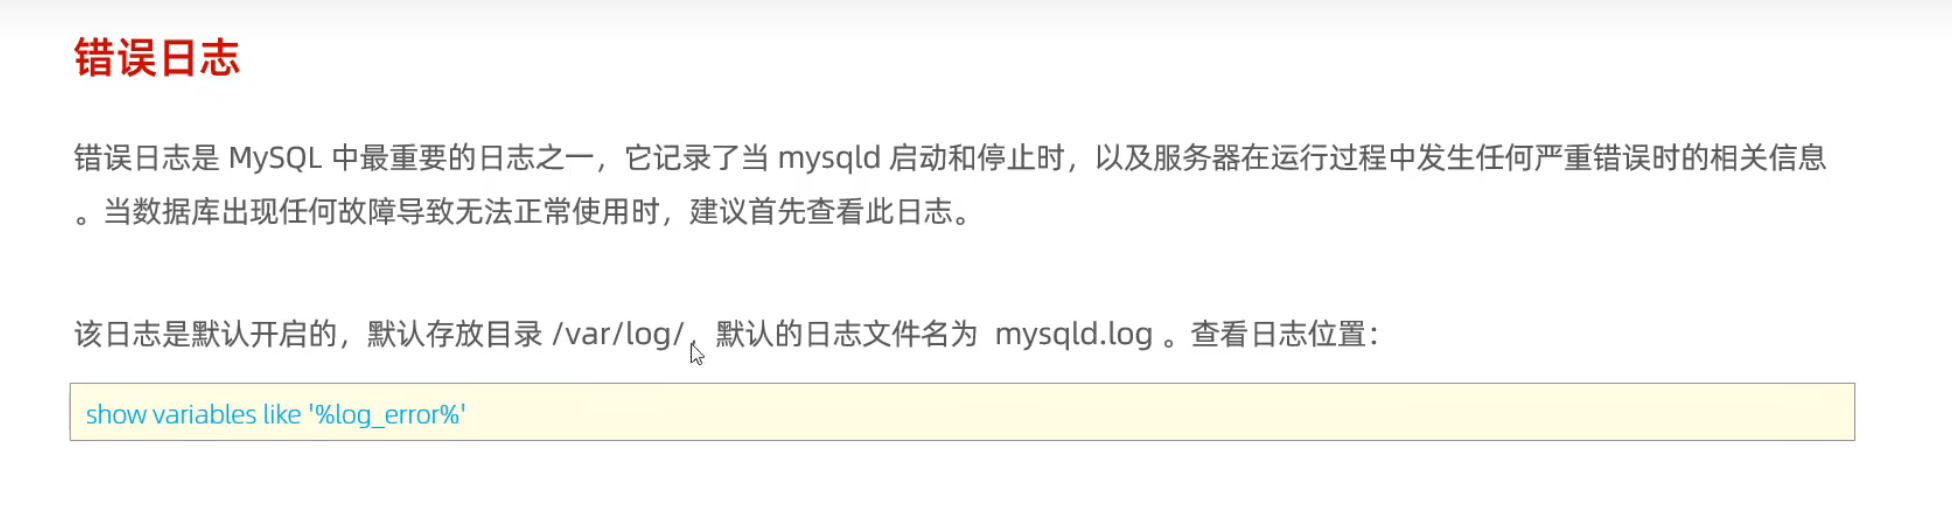 错误日志
错误日志是 MySQL 中最重要的日志之一，它记录了当 mysqld 启动和停止时，以及服务器在运行过程中发生任何严重错误时的相关信息
。当数据库出现任何故障导致无法正常使用时，建议首先查看此日志。
该日志是默认开启的，默认存放目录 /var/log/，默认的日志文件名为 mysqld.log 。查看日志位置：
show variables like '%log_error%'